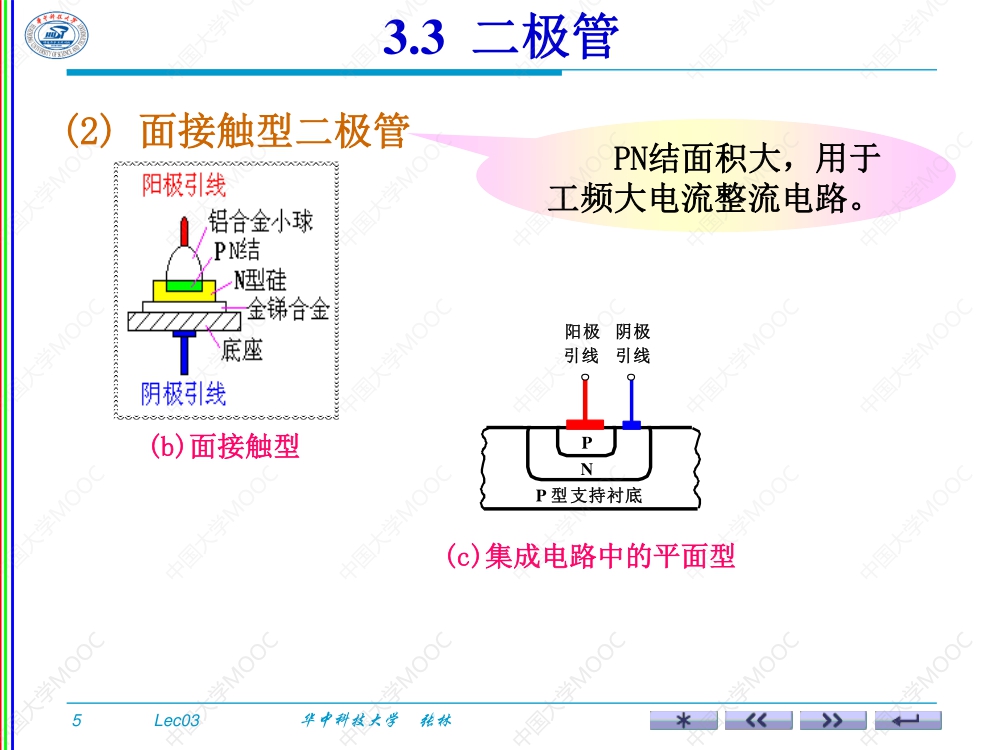 3.3 二极管
(2) 面接触型二极管
PN结面积大，用于
工频大电流整流电路。
阳极引线
铝合金小球
PN结
N型硅
金锑合金
底座
阴极引线
(b)面接触型
阳极 阴极
引线 引线
P
N
P型支持衬底
(c)集成电路中的平面型
5 Lec03 华中科技大学 张林
中国大学MOOC